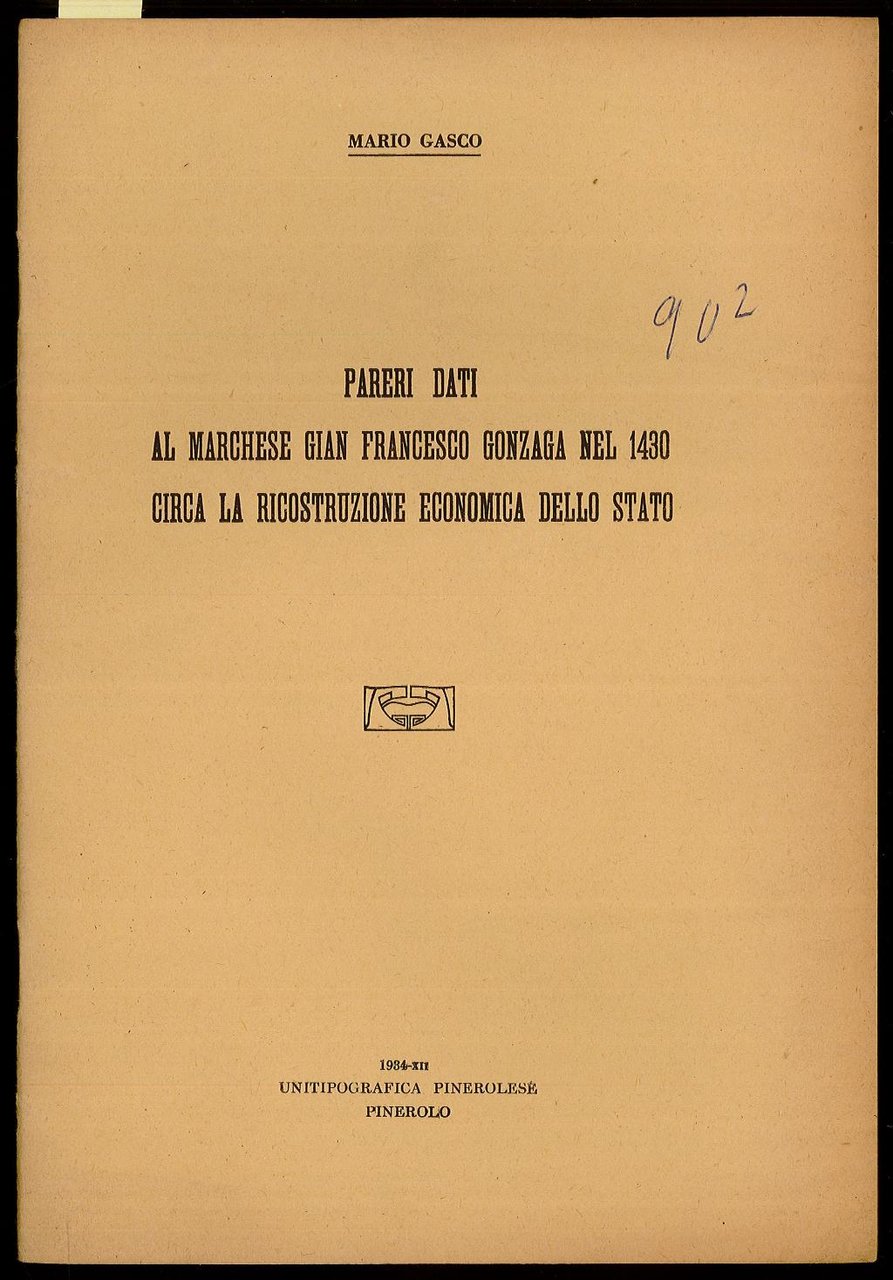 MARIO GASCO
902
PARERI DATI
AL MARCHESE GIAN FRANCESCO GONZAGA NEL 1430
CIRCA LA RICOSTRUZIONE ECONOMICA DELLO STATO
1934-XII
UNITIPOGRAFICA PINEROLESE
PINEROLO